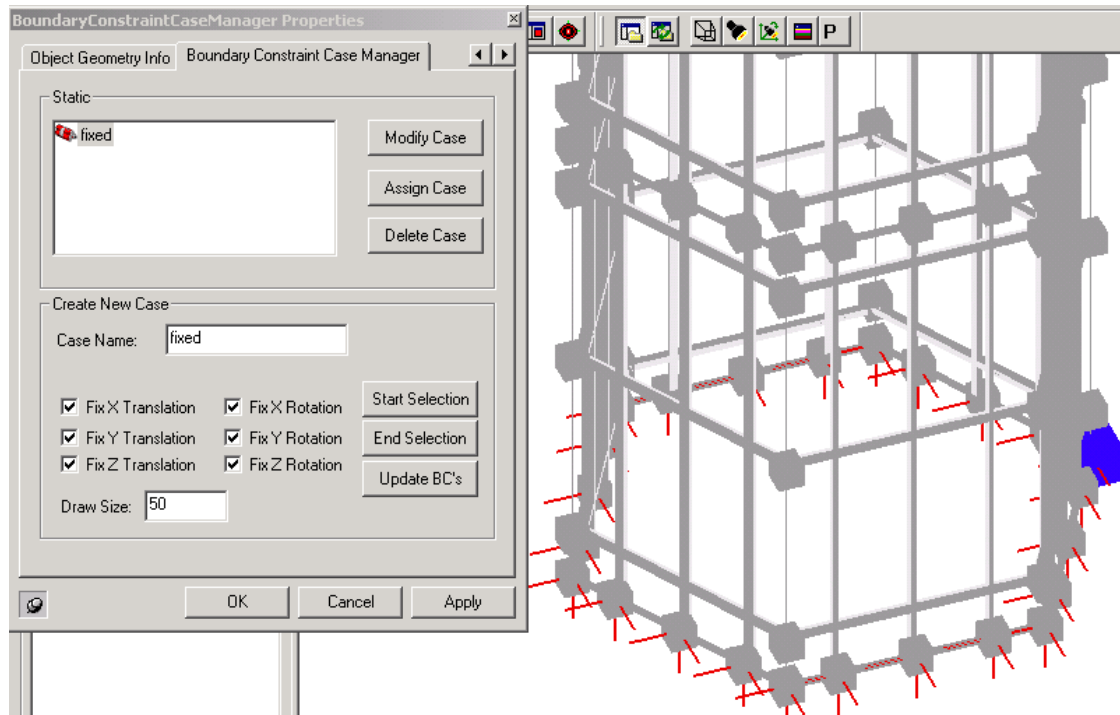 BoundaryConstraintCaseManager Properties
Object Geometry Info
Boundary Constraint Case Manager
P
Static
fixed
Modify Case
Assign Case
Delete Case
Create New Case
Case Name: fixed
Fix X Translation
Fix X Rotation
Start Selection
Fix Y Translation
Fix Y Rotation
End Selection
Fix Z Translation
Fix Z Rotation
Update BC's
Draw Size: 50
OK
Cancel
Apply